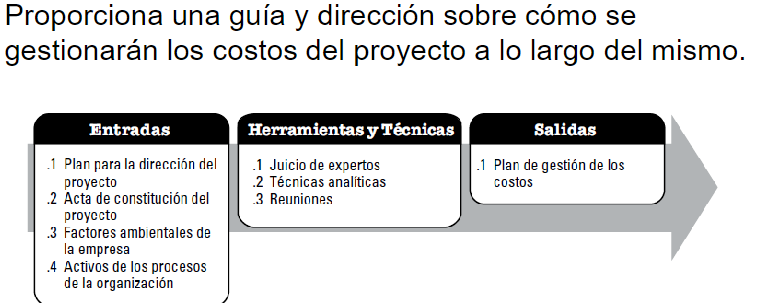 Proporciona una guía y dirección sobre cómo se
gestionarán los costos del proyecto a lo largo del mismo.
Entradas
.1 Plan para la dirección del
proyecto
.2 Acta de constitución del
proyecto
.3 Factores ambientales de
la empresa
.4 Activos de los procesos
de la organización
Herramientas y Técnicas
.1 Juicio de expertos
.2 Técnicas analíticas
.3 Reuniones
Salidas
.1 Plan de gestión de los
costos